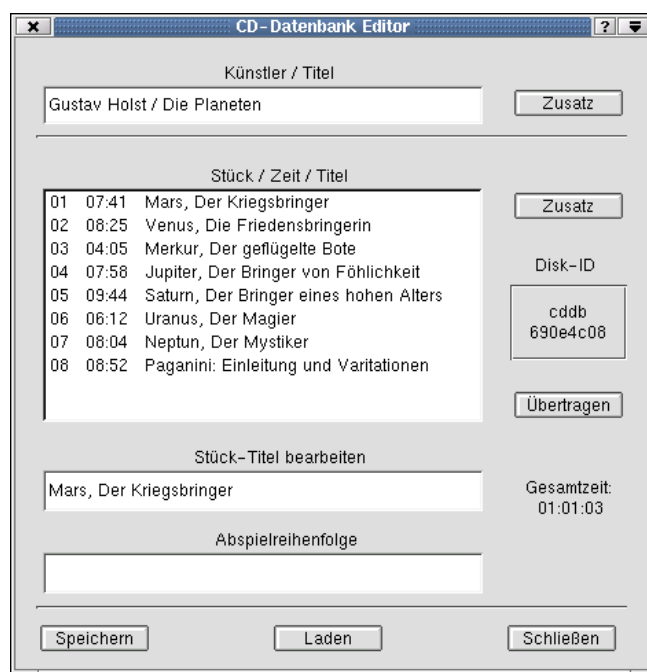 CD-Datenbank Editor
?
Künstler / Titel
Gustav Holst / Die Planeten
Zusatz
Stück / Zeit / Titel
01 07:41 Mars, Der Kriegsbringer
02 08:25 Venus, Die Friedensbringerin
03 04:05 Merkur, Der geflügelte Bote
04 07:58 Jupiter, Der Bringer von Föhlichkeit
05 09:44 Saturn, Der Bringer eines hohen Alters
06 06:12 Uranus, Der Magier
07 08:04 Neptun, Der Mystiker
08 08:52 Paganini: Einleitung und Varitationen
Zusatz
Disk-ID
cddb
690e4c08
Übertragen
Stück-Titel bearbeiten
Mars, Der Kriegsbringer
Gesamtzeit:
01:01:03
Abspielreihenfolge
Speichern
Laden
Schließen